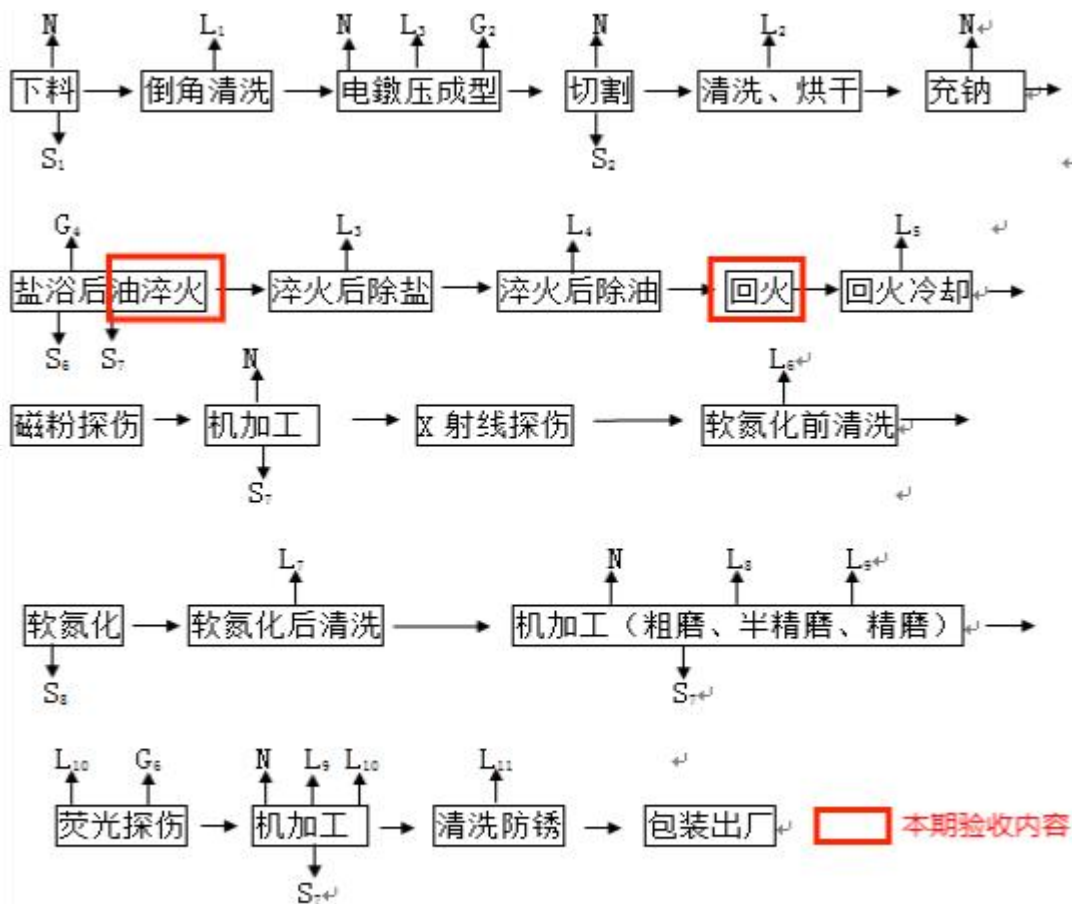 N L₁ N L₃ G₂ N L₂ N
下料 倒角清洗 电鐓压成型 切割 清洗、烘干 充钠
S₁ S₂
G₄ L₃ L₄ L₅
盐浴后油淬火 淬火后除盐 淬火后除油 回火 回火冷却
S₆ S₇
N L₆
磁粉探伤 机加工 X 射线探伤 软氮化前清洗
S₇
L₇ N L₈ L₉
软氮化 软氮化后清洗 机加工（粗磨、半精磨、精磨）
S₈ S₇
L₁₀ G₆ N L₉ L₁₀ L₁₁
荧光探伤 机加工 清洗防锈 包装出厂 本期验收内容
S₇